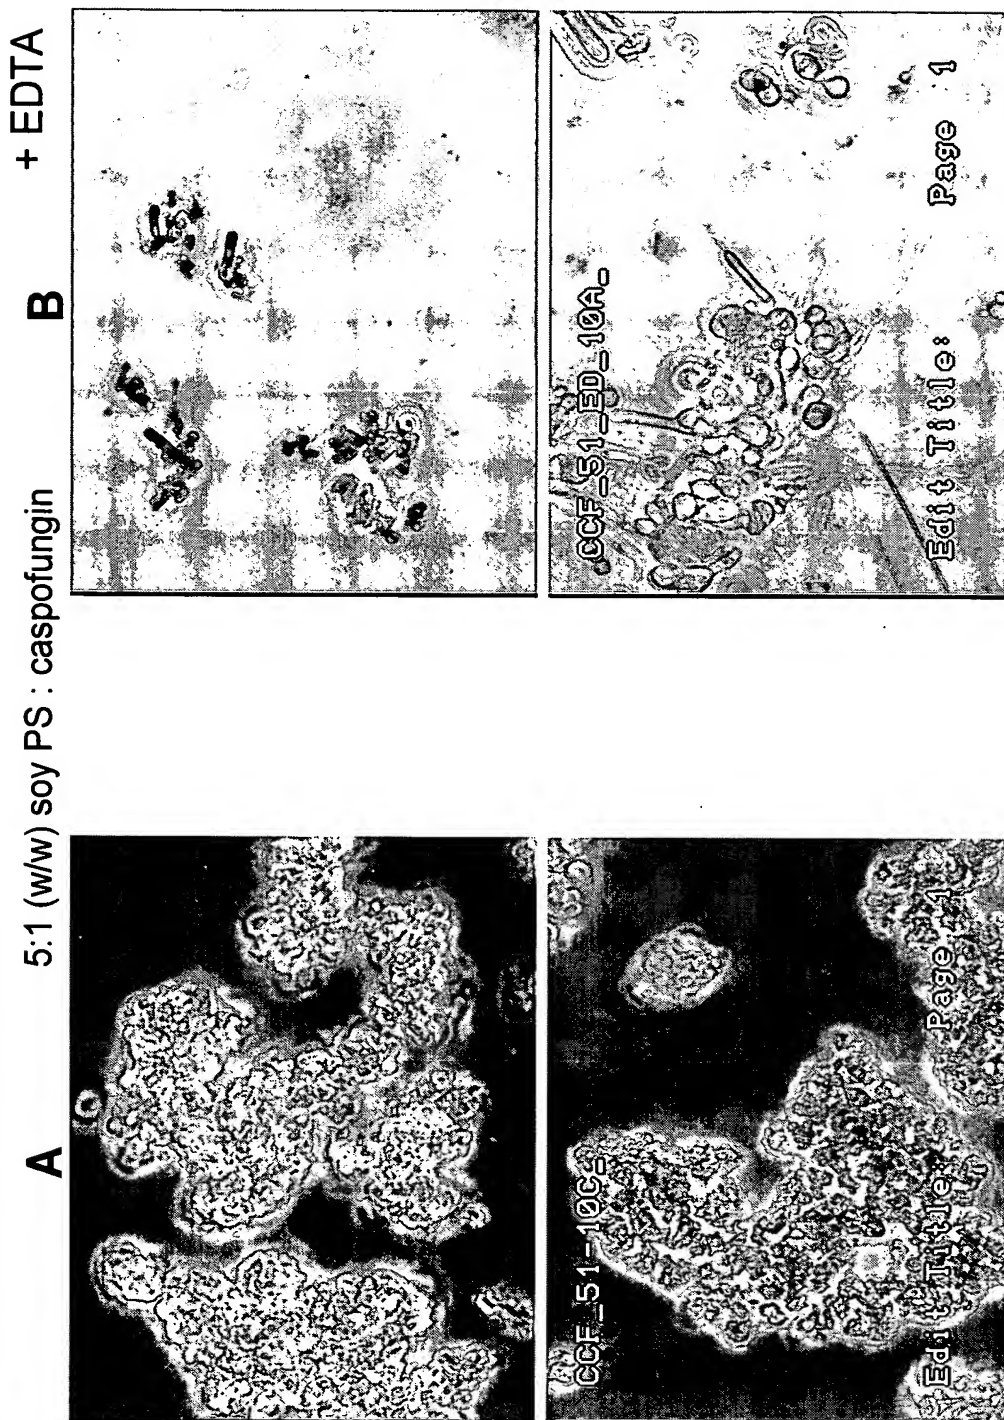 5:1 (w/w) soy PS : caspofungin
A
B
+ EDTA
CCF_51-10C_
Edit Title: Page 1
CCF_51_ED_10A_
Edit Title: Page 1